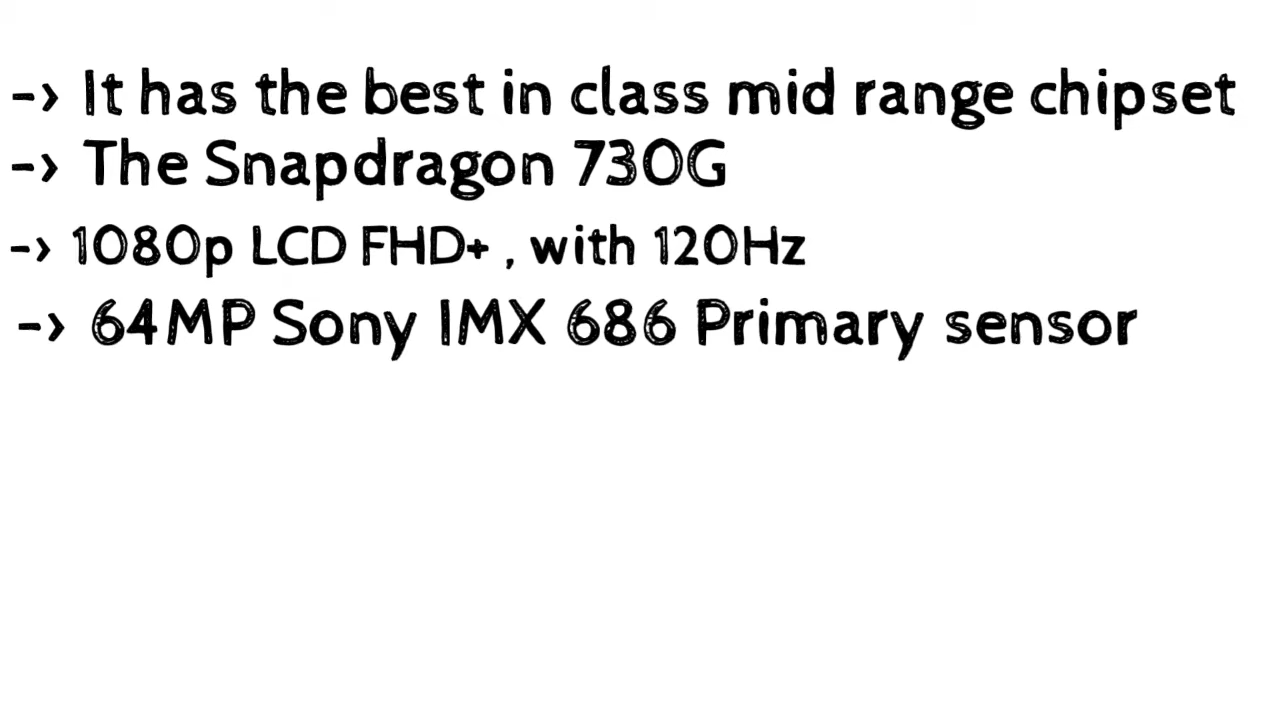 -> It has the best in class mid range chipset
-> The Snapdragon 730G
-> 1080p LCD FHD+ , with 120Hz
-> 64MP Sony IMX 686 Primary sensor